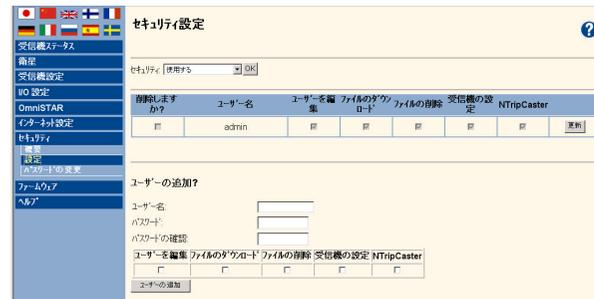 セキュリティ設定
受信機ステータス
衛星
受信機設定
I/O 設定
OmniSTAR
インターネット設定
セキュリティ
概要
設定
パスワードの変更
ファームウェア
ヘルプ
セキュリティ: 使用する OK
削除しますか? ユーザー名 ユーザーを編集 ファイルのダウンロード ファイルの削除 受信機の設定 NTripCaster
admin 更新
ユーザーの追加?
ユーザー名:
パスワード:
パスワードの確認:
ユーザーを編集 ファイルのダウンロード ファイルの削除 受信機の設定 NTripCaster
ユーザーの追加
?